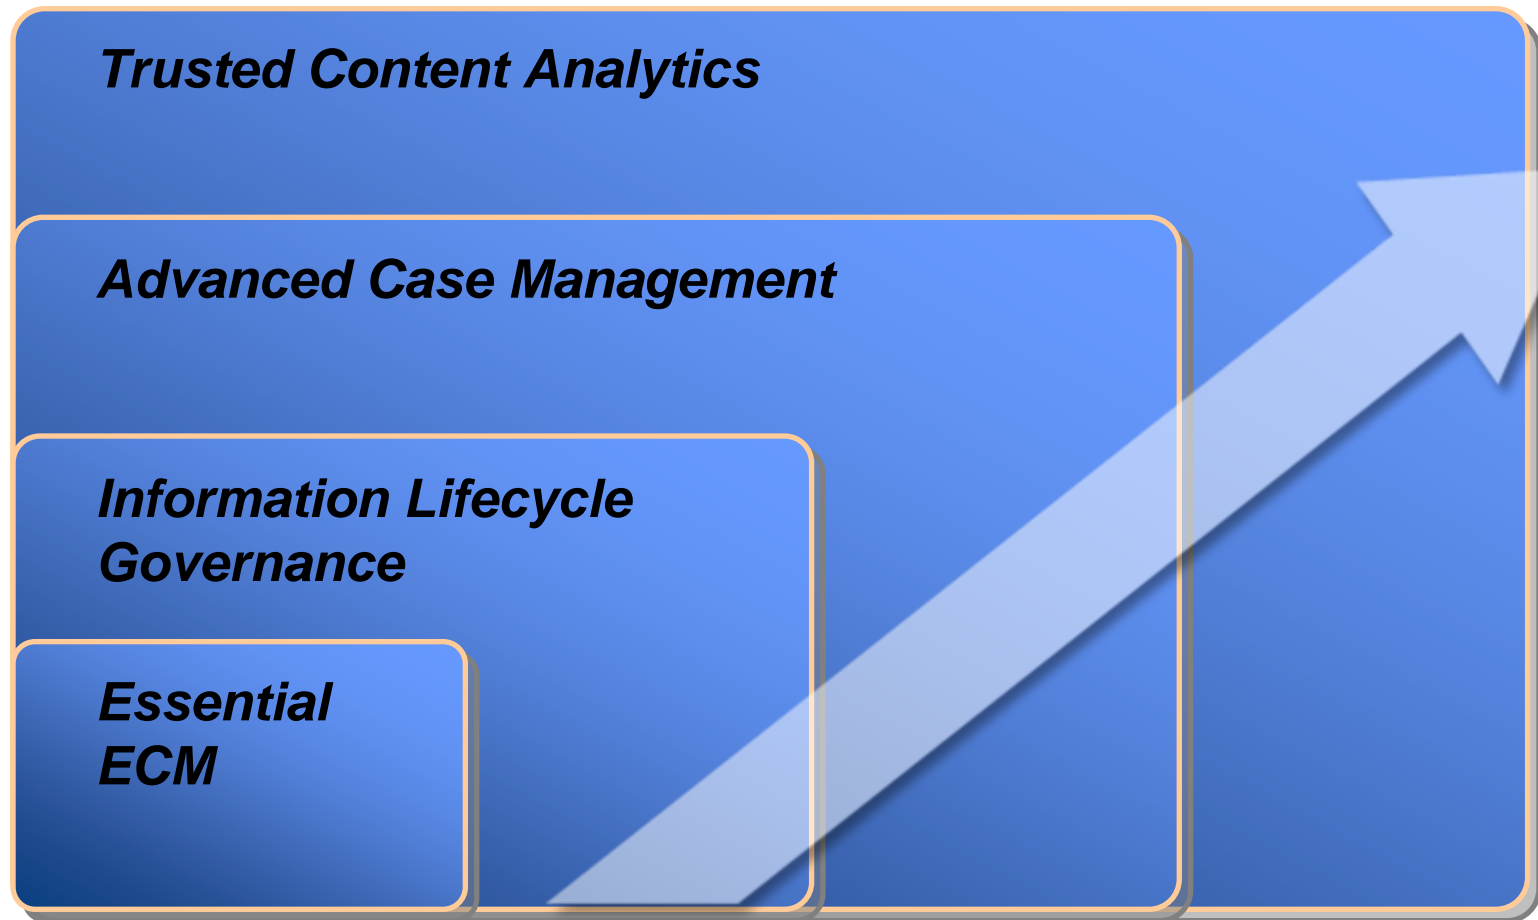 Trusted Content Analytics
Advanced Case Management
Information Lifecycle
Governance
Essential
ECM